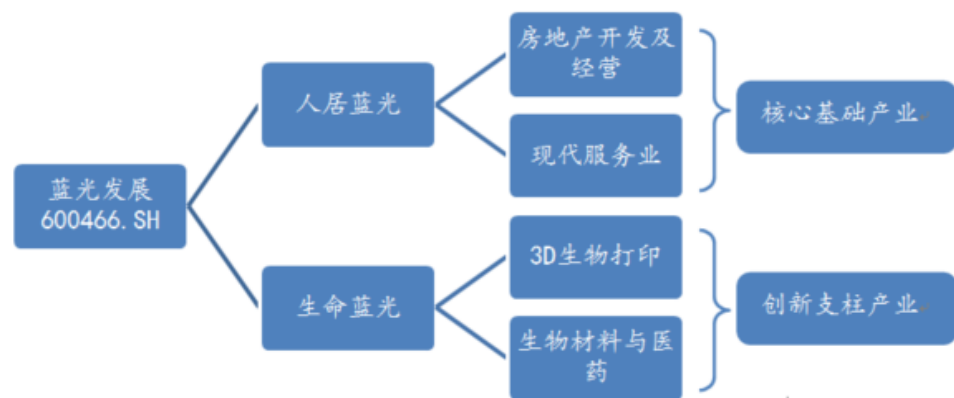 房地产开发及
经营
人居蓝光
现代服务业
核心基础产业
蓝光发展
600466.SH
3D生物打印
生命蓝光
生物材料与医
药
创新支柱产业